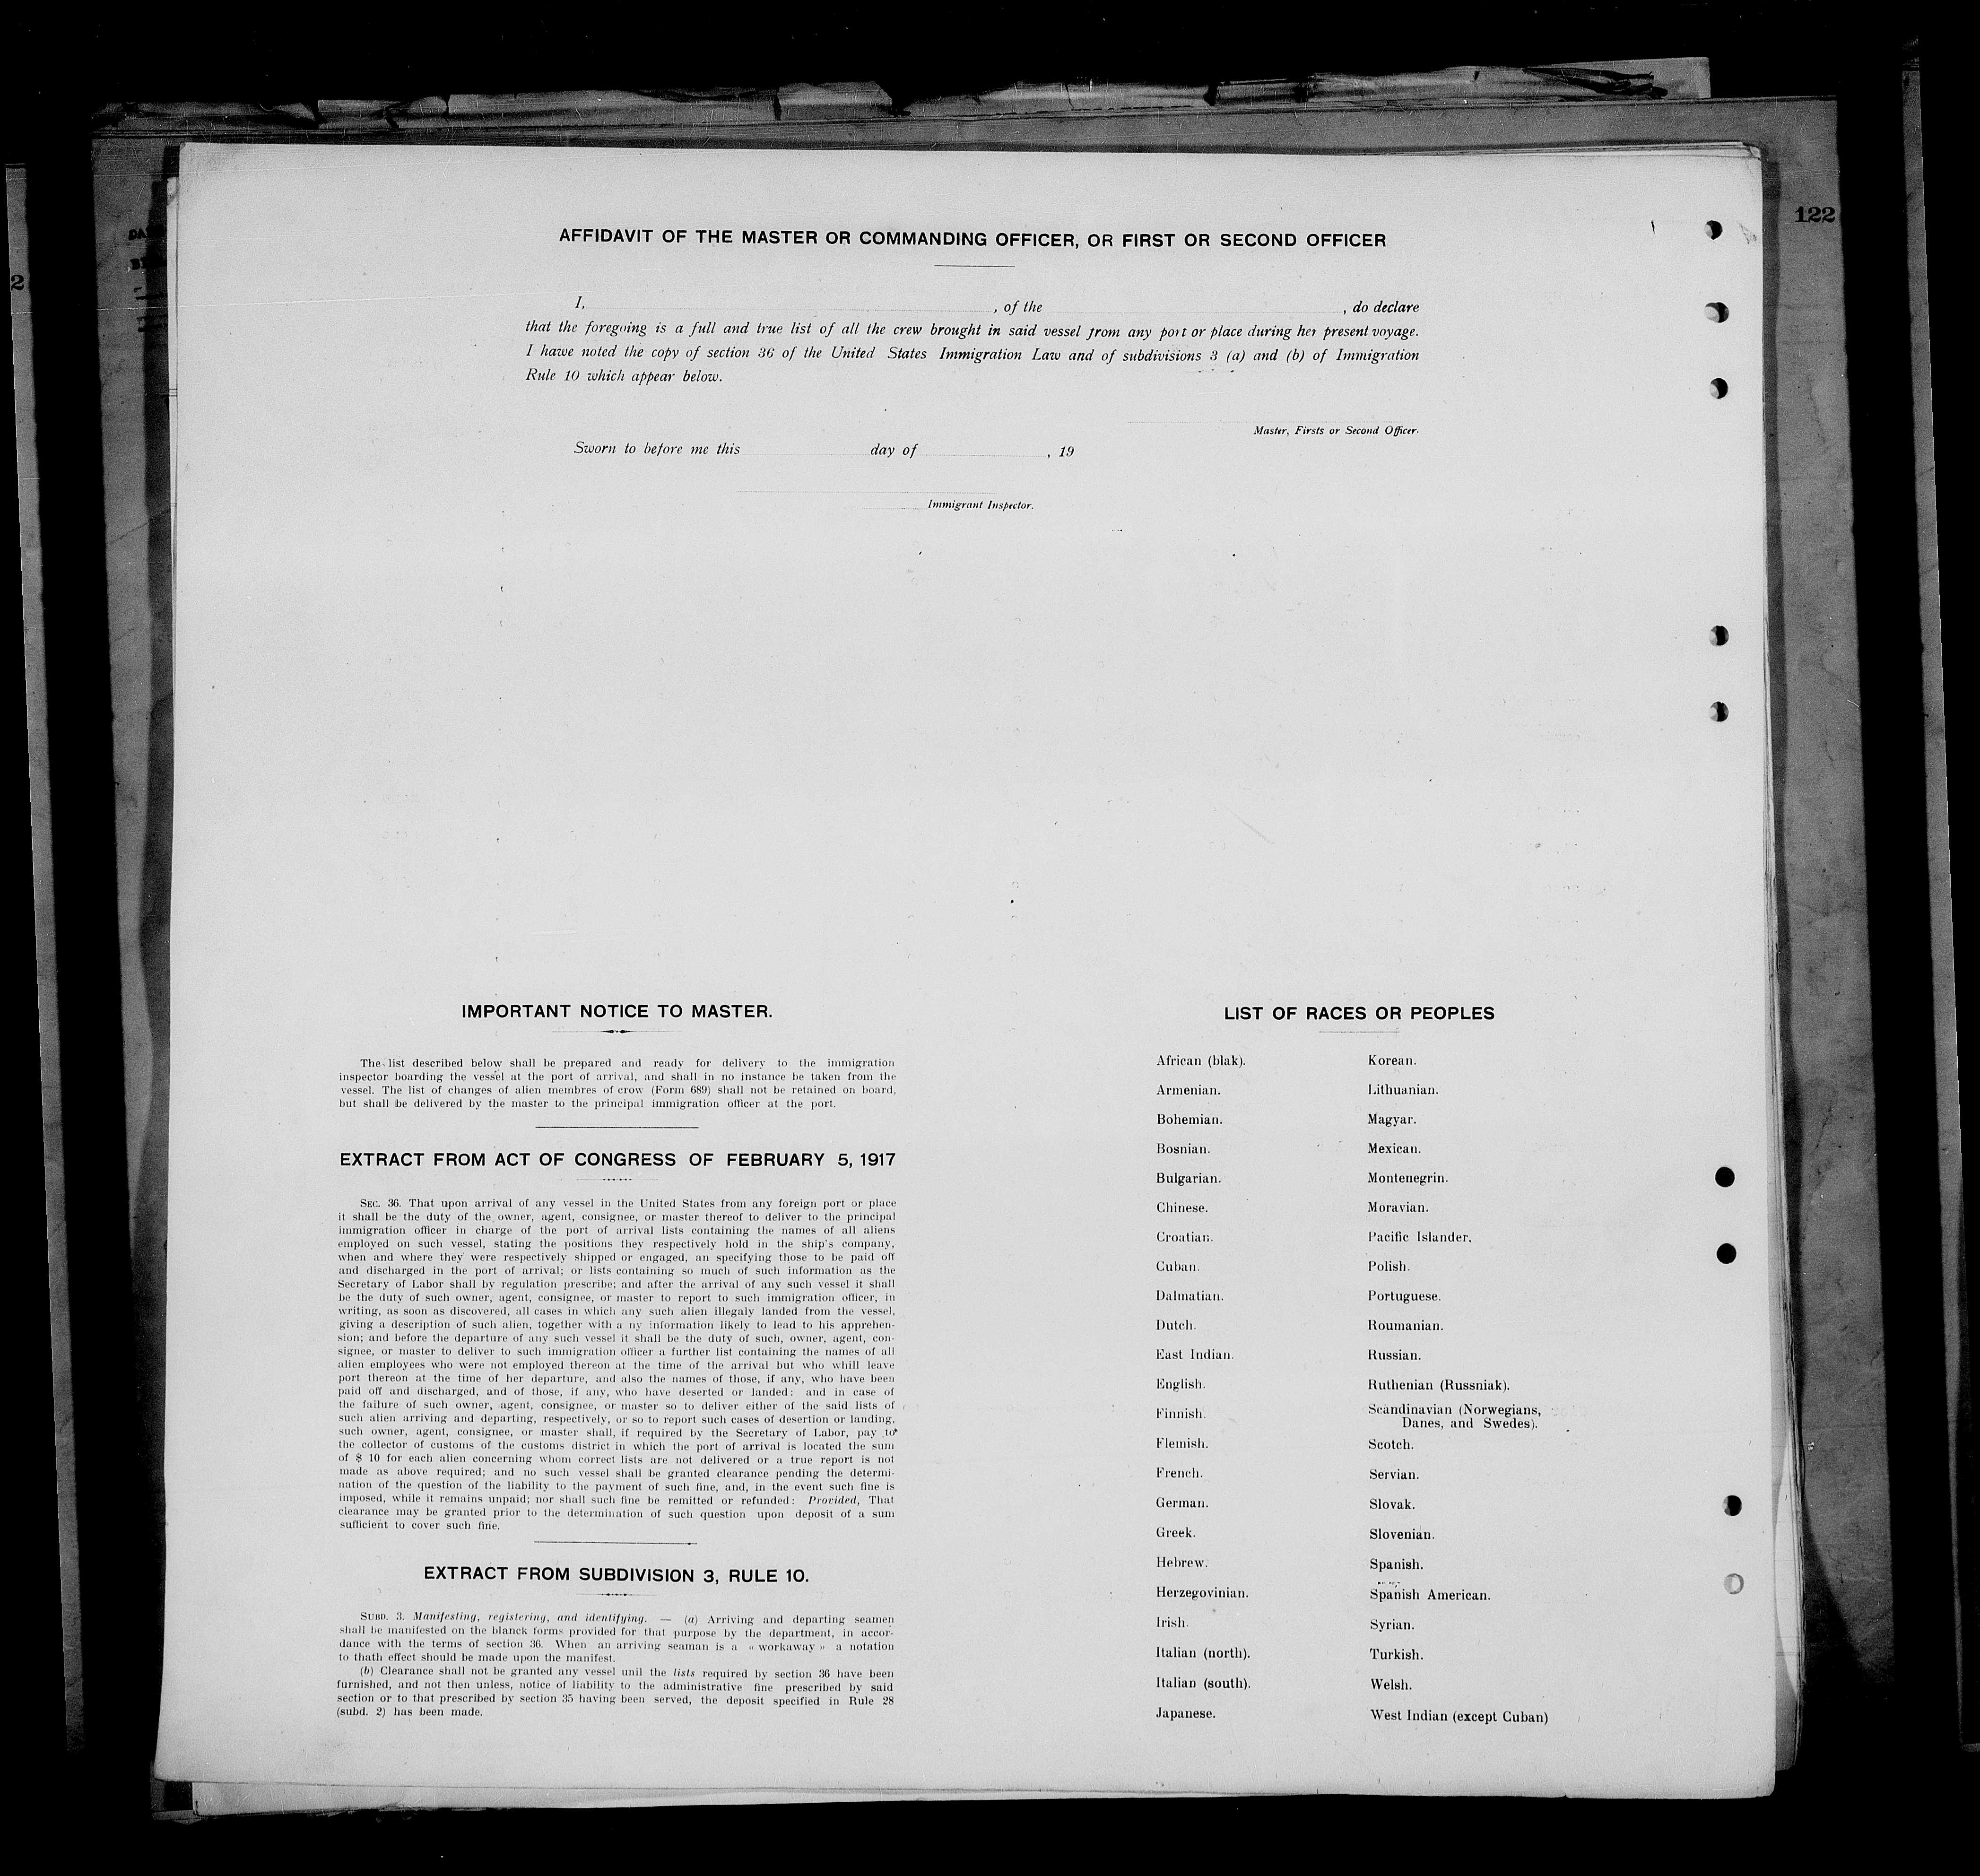 122
2
AFFIDAVIT OF THE MASTER OR COMMANDING OFFICER, OR FIRST OR SECOND OFFICER
I, , of the , do declare
that the foregoing is a full and true list of all the crew brought in said vessel from any port or place during her present voyage.
I hawe noted the copy of section 36 of the United States Immigration Law and of subdivisions 3 (a) and (b) of Immigration
Rule 10 which appear below.
Master, Firsts or Second Officer.
Sworn to before me this day of , 19
Immigrant Inspector.
IMPORTANT NOTICE TO MASTER.
The list described below shall be prepared and ready for delivery to the immigration
inspector boarding the vessel at the port of arrival, and shall in no instance be taken from the
vessel. The list of changes of alien membres of crow (Form 689) shall not be retained on board,
but shall be delivered by the master to the principal immigration officer at the port.
EXTRACT FROM ACT OF CONGRESS OF FEBRUARY 5, 1917
SEC. 36. That upon arrival of any vessel in the United States from any foreign port or place
it shall be the duty of the owner, agent, consignee, or master thereof to deliver to the principal
immigration officer in charge of the port of arrival lists containing the names of all aliens
employed on such vessel, stating the positions they respectively hold in the ship's company,
when and where they were respectively shipped or engaged, an specifying those to be paid off
and discharged in the port of arrival; or lists containing so much of such information as the
Secretary of Labor shall by regulation prescribe; and after the arrival of any such vessel it shall
be the duty of such owner, agent, consignee, or master to report to such immigration officer, in
writing, as soon as discovered, all cases in which any such alien illegaly landed from the vessel,
giving a description of such alien, together with a ny information likely to lead to his apprehen-
sion; and before the departure of any such vessel it shall be the duty of such, owner, agent, con-
signee, or master to deliver to such immigration officer a further list containing the names of all
alien employees who were not employed thereon at the time of the arrival but who whill leave
port thereon at the time of her departure, and also the names of those, if any, who have been
paid off and discharged, and of those, if any, who have deserted or landed: and in case of
the failure of such owner, agent, consignee, or master so to deliver either of the said lists of
such alien arriving and departing, respectively, or so to report such cases of desertion or landing,
such owner, agent, consignee, or master shall, if required by the Secretary of Labor, pay to
the collector of customs of the customs district in which the port of arrival is located the sum
of $ 10 for each alien concerning whom correct lists are not delivered or a true report is not
made as above required; and no such vessel shall be granted clearance pending the determi-
nation of the question of the liability to the payment of such fine, and, in the event such fine is
imposed, while it remains unpaid; nor shall such fine be remitted or refunded: Provided, That
clearance may be granted prior to the determination of such question upon deposit of a sum
sufficient to cover such fine.
EXTRACT FROM SUBDIVISION 3, RULE 10.
SUBD. 3. Manifesting, registering, and identifying. — (a) Arriving and departing seamen
shall be manifested on the blanck forms provided for that purpose by the department, in accor-
dance with the terms of section 36. When an arriving seaman is a « workaway » a notation
to thath effect should be made upon the manifest.
(b) Clearance shall not be granted any vessel unil the lists required by section 36 have been
furnished, and not then unless, notice of liability to the administrative fine prescribed by said
section or to that prescribed by section 35 having been served, the deposit specified in Rule 28
(subd. 2) has been made.
LIST OF RACES OR PEOPLES
African (blak).
Armenian.
Bohemian.
Bosnian.
Bulgarian.
Chinese.
Croatian.
Cuban.
Dalmatian.
Dutch.
East Indian.
English.
Finnish.
Flemish.
French.
German.
Greek.
Hebrew.
Herzegovinian.
Irish.
Italian (north).
Italian (south).
Japanese.
Korean.
Lithuanian.
Magyar.
Mexican.
Montenegrin.
Moravian.
Pacific Islander.
Polish.
Portuguese.
Roumanian.
Russian.
Ruthenian (Russniak).
Scandinavian (Norwegians,
Danes, and Swedes).
Scotch.
Servian.
Slovak.
Slovenian.
Spanish.
Spanish American.
Syrian.
Turkish.
Welsh.
West Indian (except Cuban)